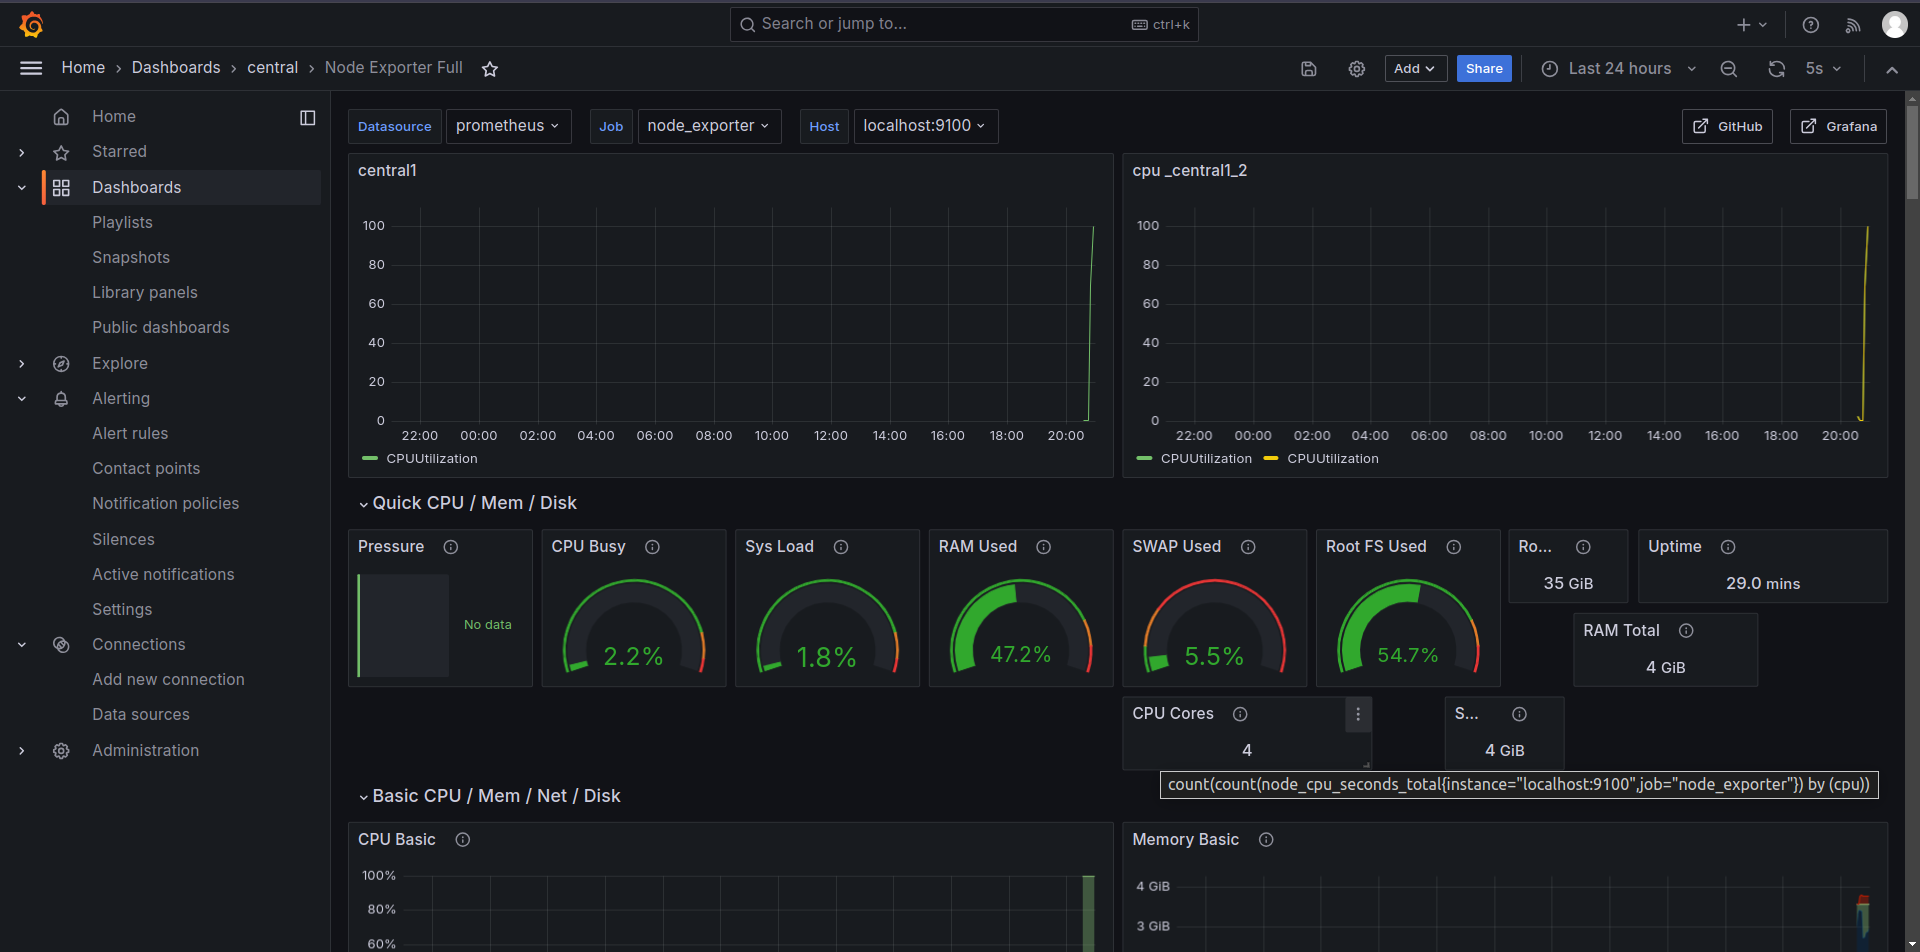 Search or jump to... ctrl+k
Home › Dashboards › central › Node Exporter Full
Add Share Last 24 hours 5s
Home
Starred
Dashboards
Playlists
Snapshots
Library panels
Public dashboards
Explore
Alerting
Alert rules
Contact points
Notification policies
Silences
Active notifications
Settings
Connections
Add new connection
Data sources
Administration
Datasource prometheus Job node_exporter Host localhost:9100 GitHub Grafana
central1
100
80
60
40
20
0
22:00 00:00 02:00 04:00 06:00 08:00 10:00 12:00 14:00 16:00 18:00 20:00
CPUUtilization
cpu _central1_2
100
80
60
40
20
0
22:00 00:00 02:00 04:00 06:00 08:00 10:00 12:00 14:00 16:00 18:00 20:00
CPUUtilization CPUUtilization
Quick CPU / Mem / Disk
Pressure
No data
CPU Busy
2.2%
Sys Load
1.8%
RAM Used
47.2%
SWAP Used
5.5%
Root FS Used
54.7%
Ro...
35 GiB
Uptime
29.0 mins
RAM Total
4 GiB
CPU Cores
4
S...
4 GiB
count(count(node_cpu_seconds_total{instance="localhost:9100",job="node_exporter"}) by (cpu))
Basic CPU / Mem / Net / Disk
CPU Basic
100%
80%
60%
Memory Basic
4 GiB
3 GiB